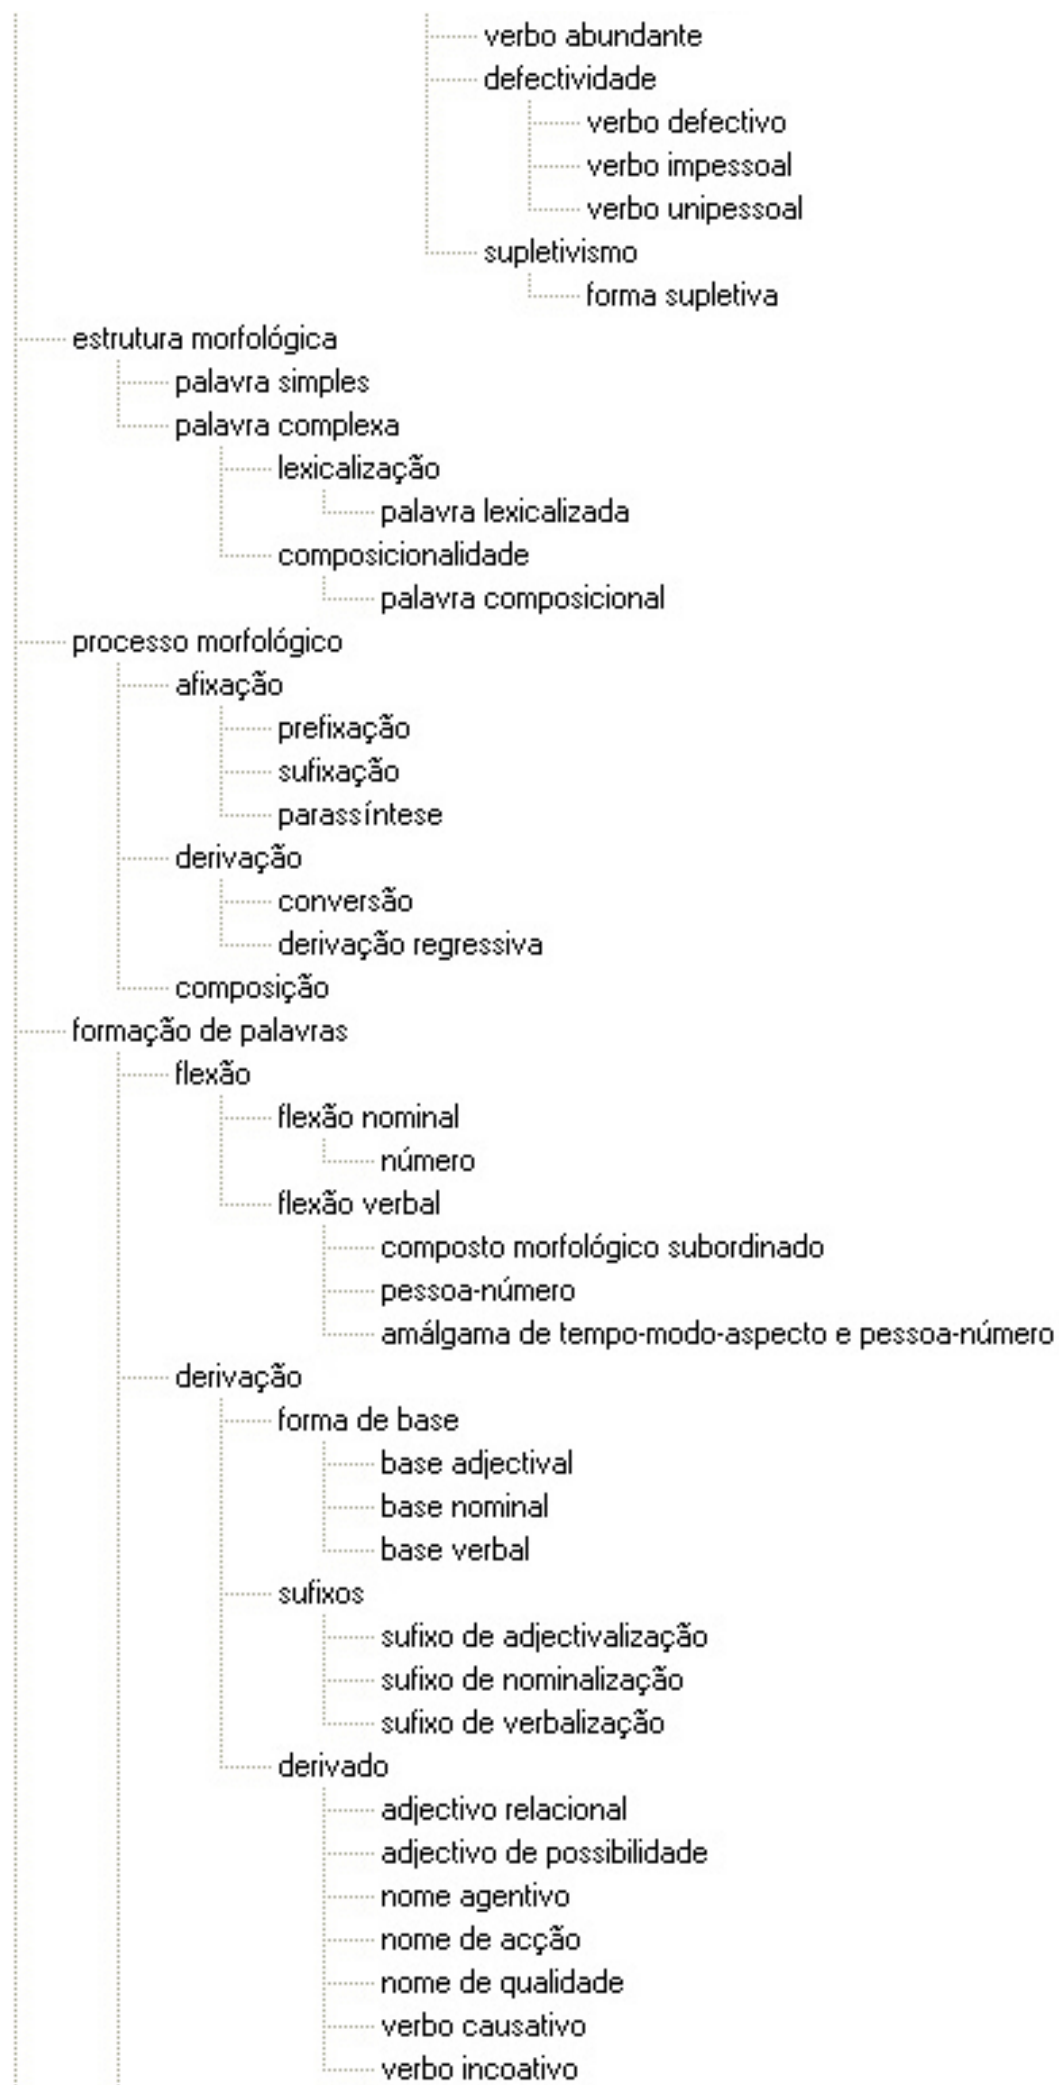 verbo abundante
defectividade
verbo defectivo
verbo impessoal
verbo unipessoal
supletivismo
forma supletiva
estrutura morfológica
palavra simples
palavra complexa
lexicalização
palavra lexicalizada
composicionalidade
palavra composicional
processo morfológico
afixação
prefixação
sufixação
parassíntese
derivação
conversão
derivação regressiva
composição
formação de palavras
flexão
flexão nominal
número
flexão verbal
composto morfológico subordinado
pessoa-número
amálgama de tempo-modo-aspecto e pessoa-número
derivação
forma de base
base adjectival
base nominal
base verbal
sufixos
sufixo de adjectivalização
sufixo de nominalização
sufixo de verbalização
derivado
adjectivo relacional
adjectivo de possibilidade
nome agentivo
nome de acção
nome de qualidade
verbo causativo
verbo incoativo